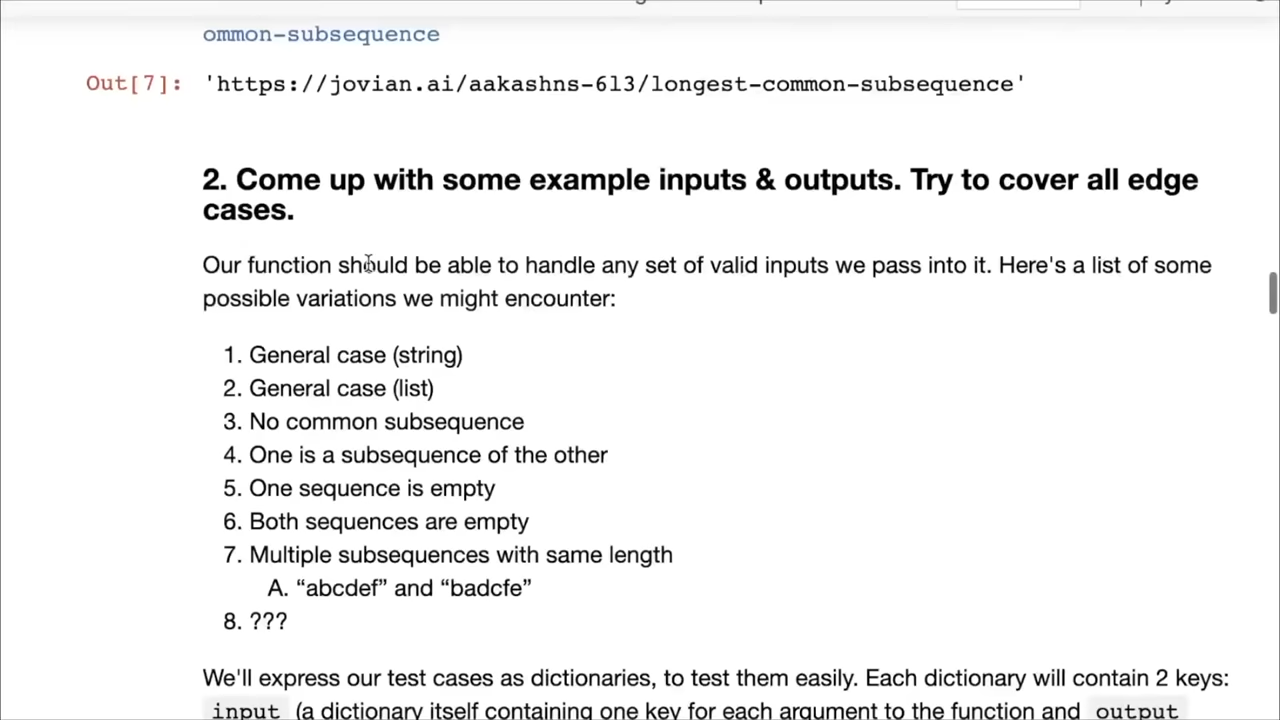 ommon-subsequence
Out[7]: 'https://jovian.ai/aakashns-613/longest-common-subsequence'
2. Come up with some example inputs & outputs. Try to cover all edge
cases.
Our function should be able to handle any set of valid inputs we pass into it. Here's a list of some
possible variations we might encounter:
1. General case (string)
2. General case (list)
3. No common subsequence
4. One is a subsequence of the other
5. One sequence is empty
6. Both sequences are empty
7. Multiple subsequences with same length
A. “abcdef” and “badcfe”
8. ???
We'll express our test cases as dictionaries, to test them easily. Each dictionary will contain 2 keys:
input (a dictionary itself containing one key for each argument to the function and output